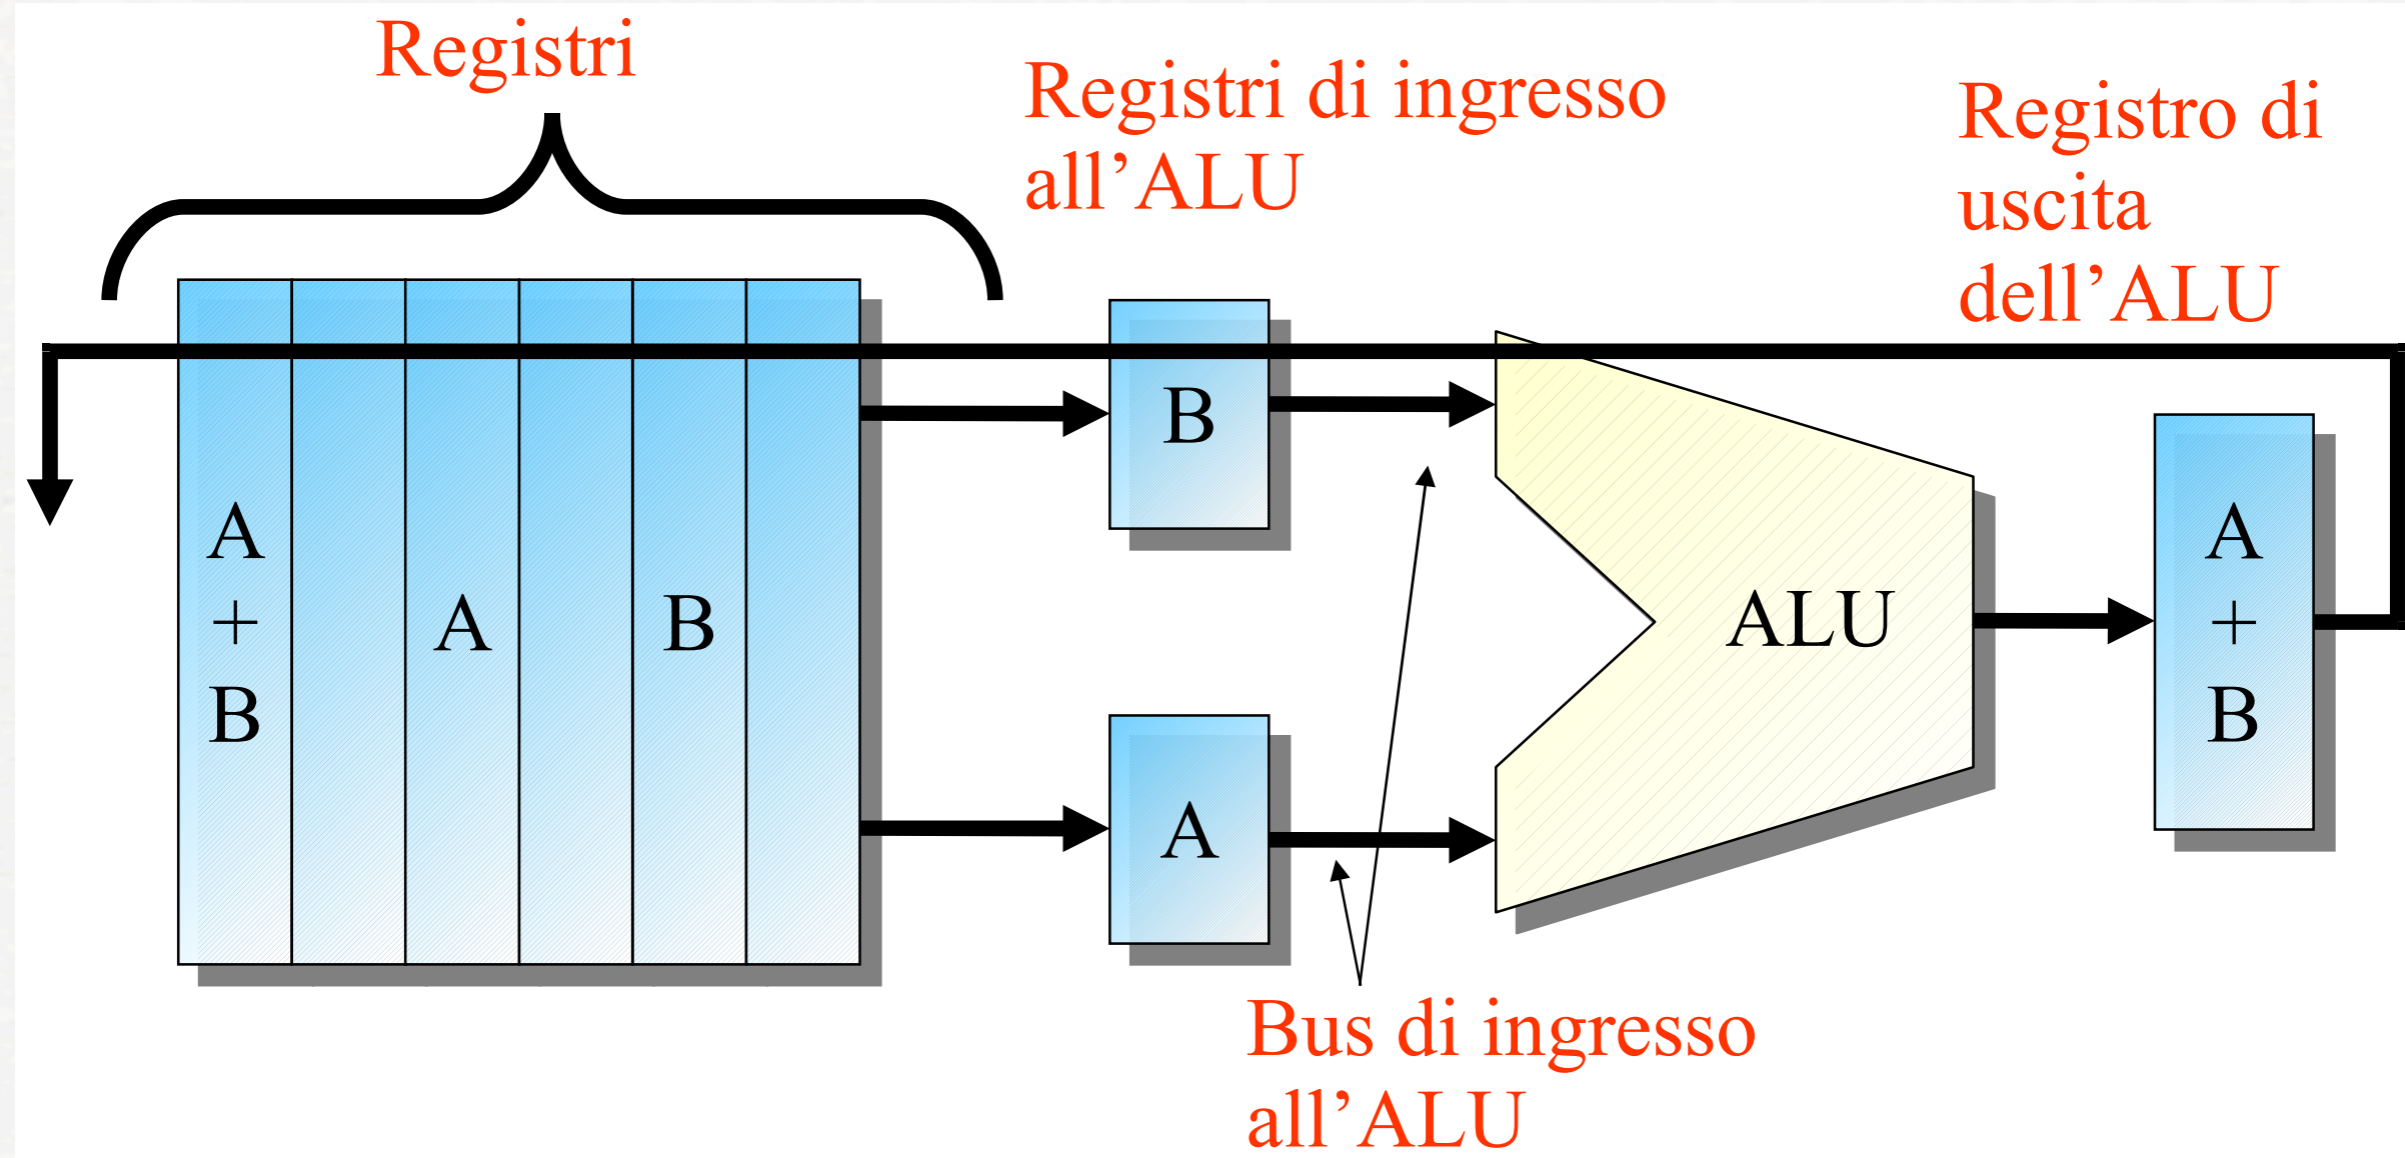 Registri
Registri di ingresso
all’ALU
Registro di
uscita
dell’ALU
A
+
B
A
B
B
A
ALU
A
+
B
Bus di ingresso
all’ALU